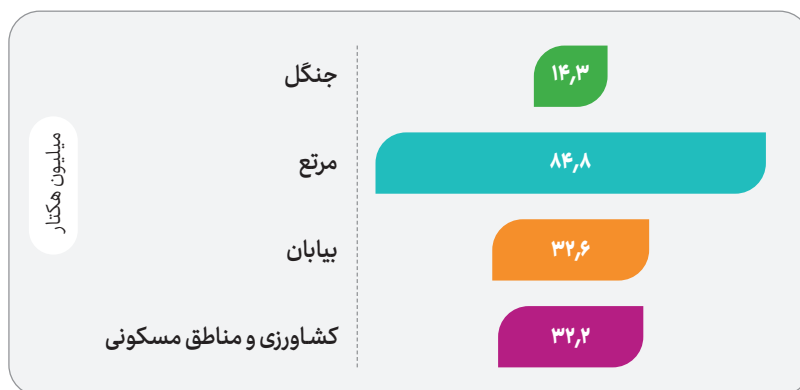 جنگل
۱۴٫۳
مرتع
۸۴٫۸
بیابان
۳۲٫۶
کشاورزی و مناطق مسکونی
۳۲٫۲
میلیون هکتار